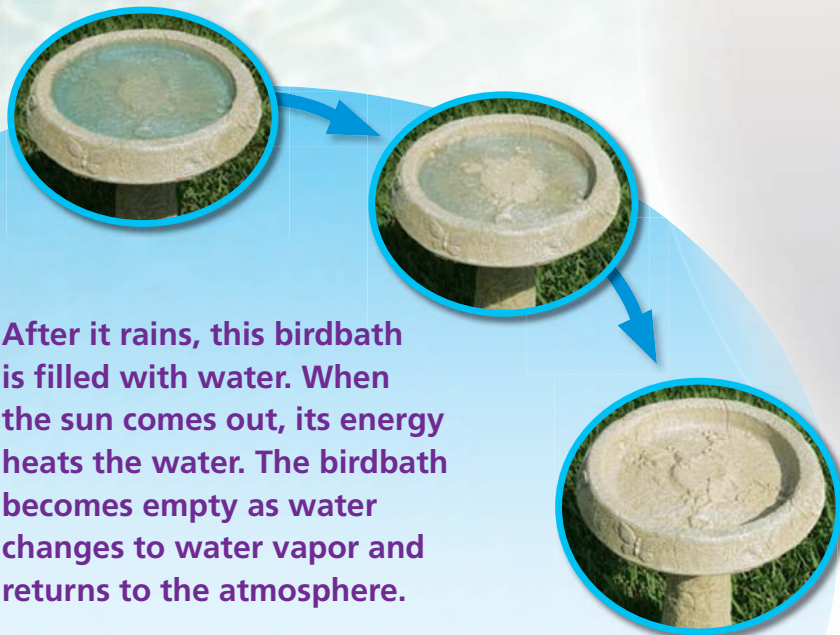 After it rains, this birdbath
is filled with water. When
the sun comes out, its energy
heats the water. The birdbath
becomes empty as water
changes to water vapor and
returns to the atmosphere.